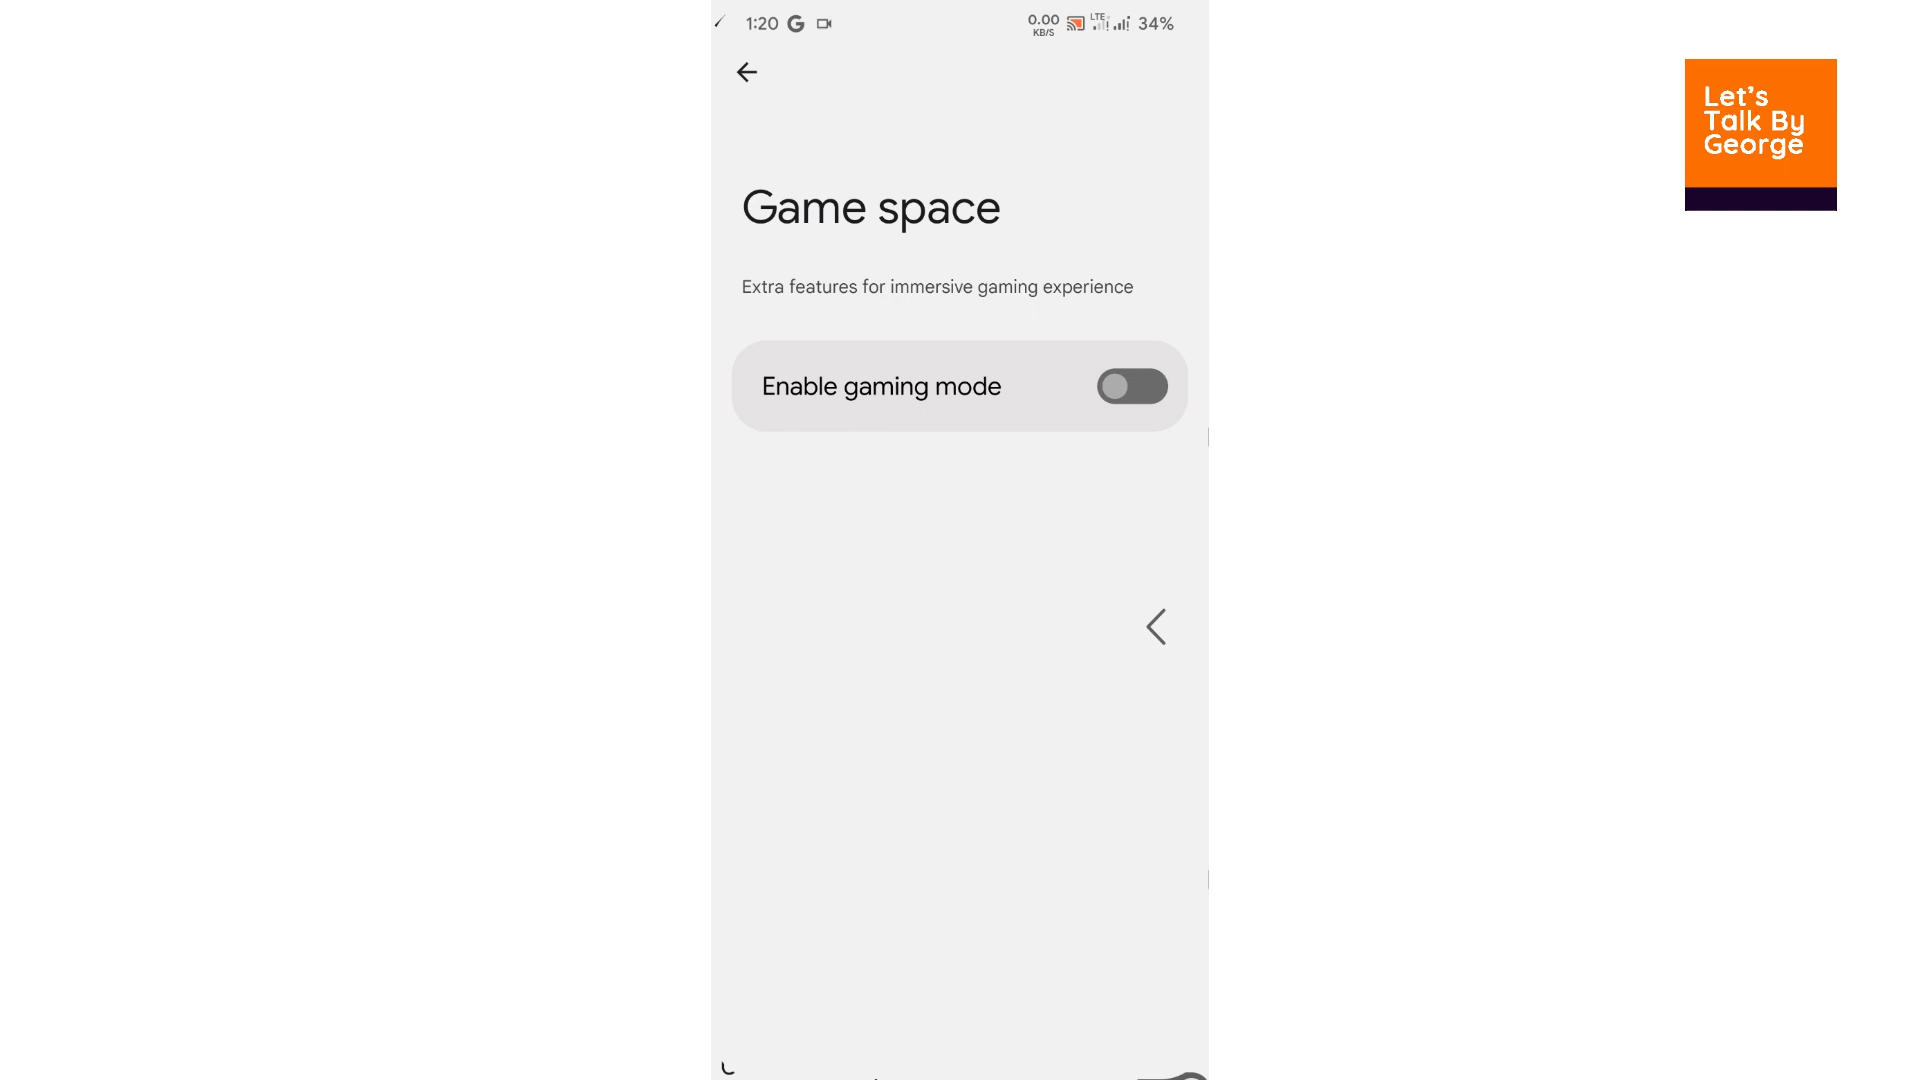 1:20
0.00
KB/S
LTE
34%
Let's
Talk By
George
Game space
Extra features for immersive gaming experience
Enable gaming mode